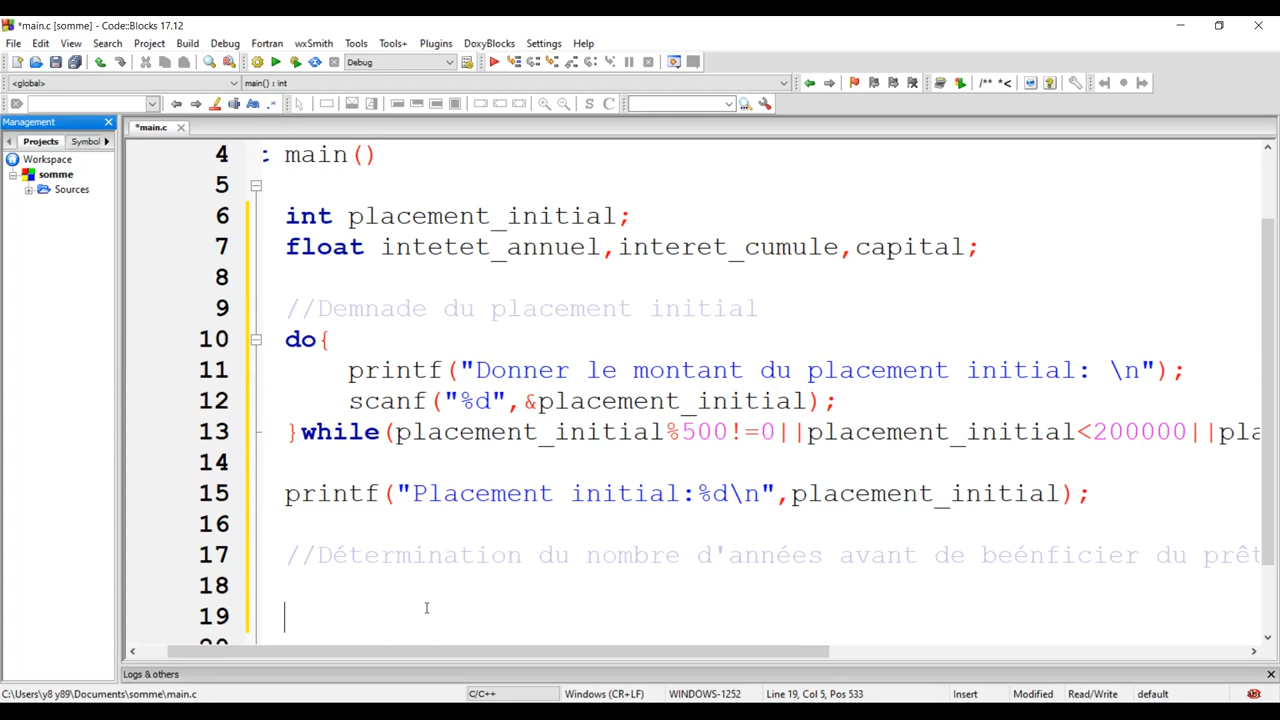 *main.c [somme] - Code::Blocks 17.12
File Edit View Search Project Build Debug Fortran wxSmith Tools Tools+ Plugins DoxyBlocks Settings Help
Debug
<global> main() : int
/** *<
S C
Management
*main.c
Projects Symbol
Workspace
somme
Sources
4 main()
5
6 int placement_initial;
7 float intetet_annuel,interet_cumule,capital;
8
9 //Demnade du placement initial
10 do{
11 printf("Donner le montant du placement initial: \n");
12 scanf("%d",&placement_initial);
13 }while(placement_initial%500!=0||placement_initial<200000||pla
14
15 printf("Placement initial:%d\n",placement_initial);
16
17 //Détermination du nombre d'années avant de beénficier du prêt
18
19
Logs & others
C:\Users\y8 y89\Documents\somme\main.c C/C++ Windows (CR+LF) WINDOWS-1252 Line 19, Col 5, Pos 533 Insert Modified Read/Write default